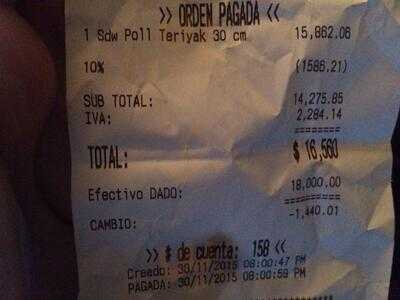 >> ORDEN PAGADA <<
1 Sdw Poll Teriyak 30 cm 15,862.06
10% (1586.21)
SUB TOTAL: 14,275.85
IVA: 2,284.14
========
TOTAL: $ 16,560
Efectivo DADO: 18,000.00
==========
CAMBIO: -1,440.01
>> # de cuenta: 158 <<
Creado: 30/11/2015 08:00:47 PM
PAGADA: 30/11/2015 08:00:59 PM